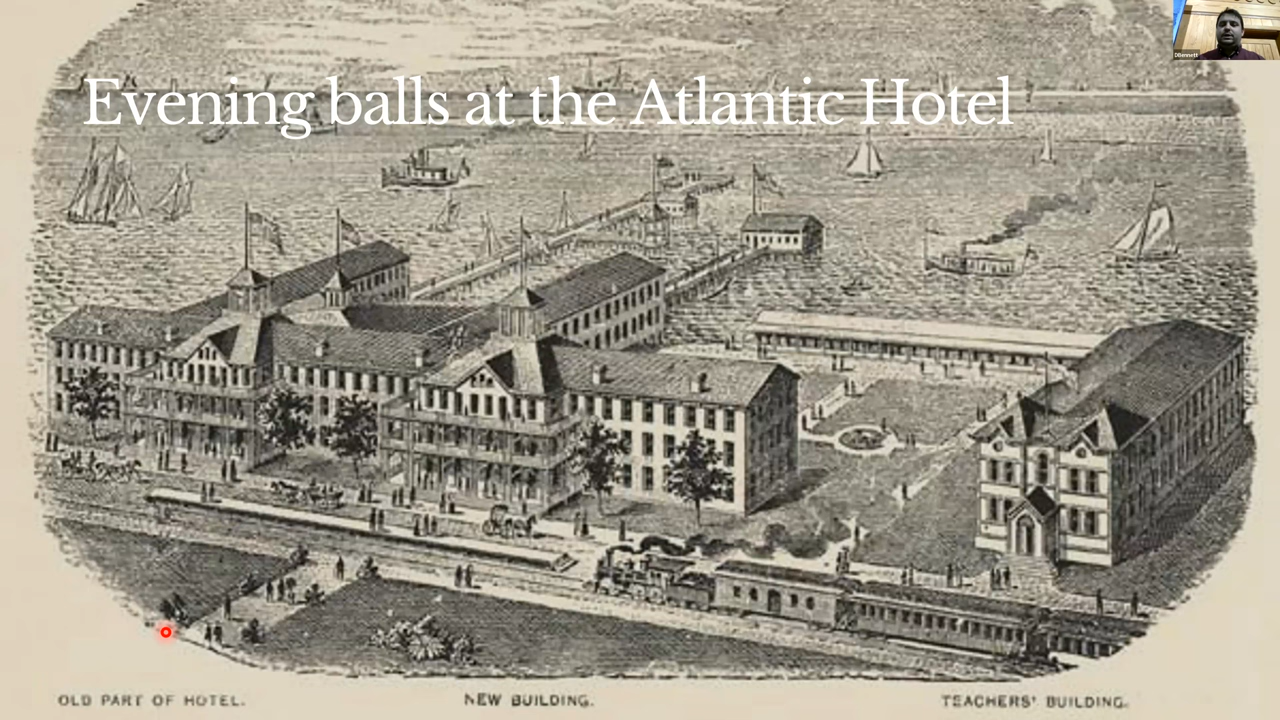 Evening balls at the Atlantic Hotel
DBennett
OLD PART OF HOTEL.
NEW BUILDING.
TEACHERS' BUILDING.